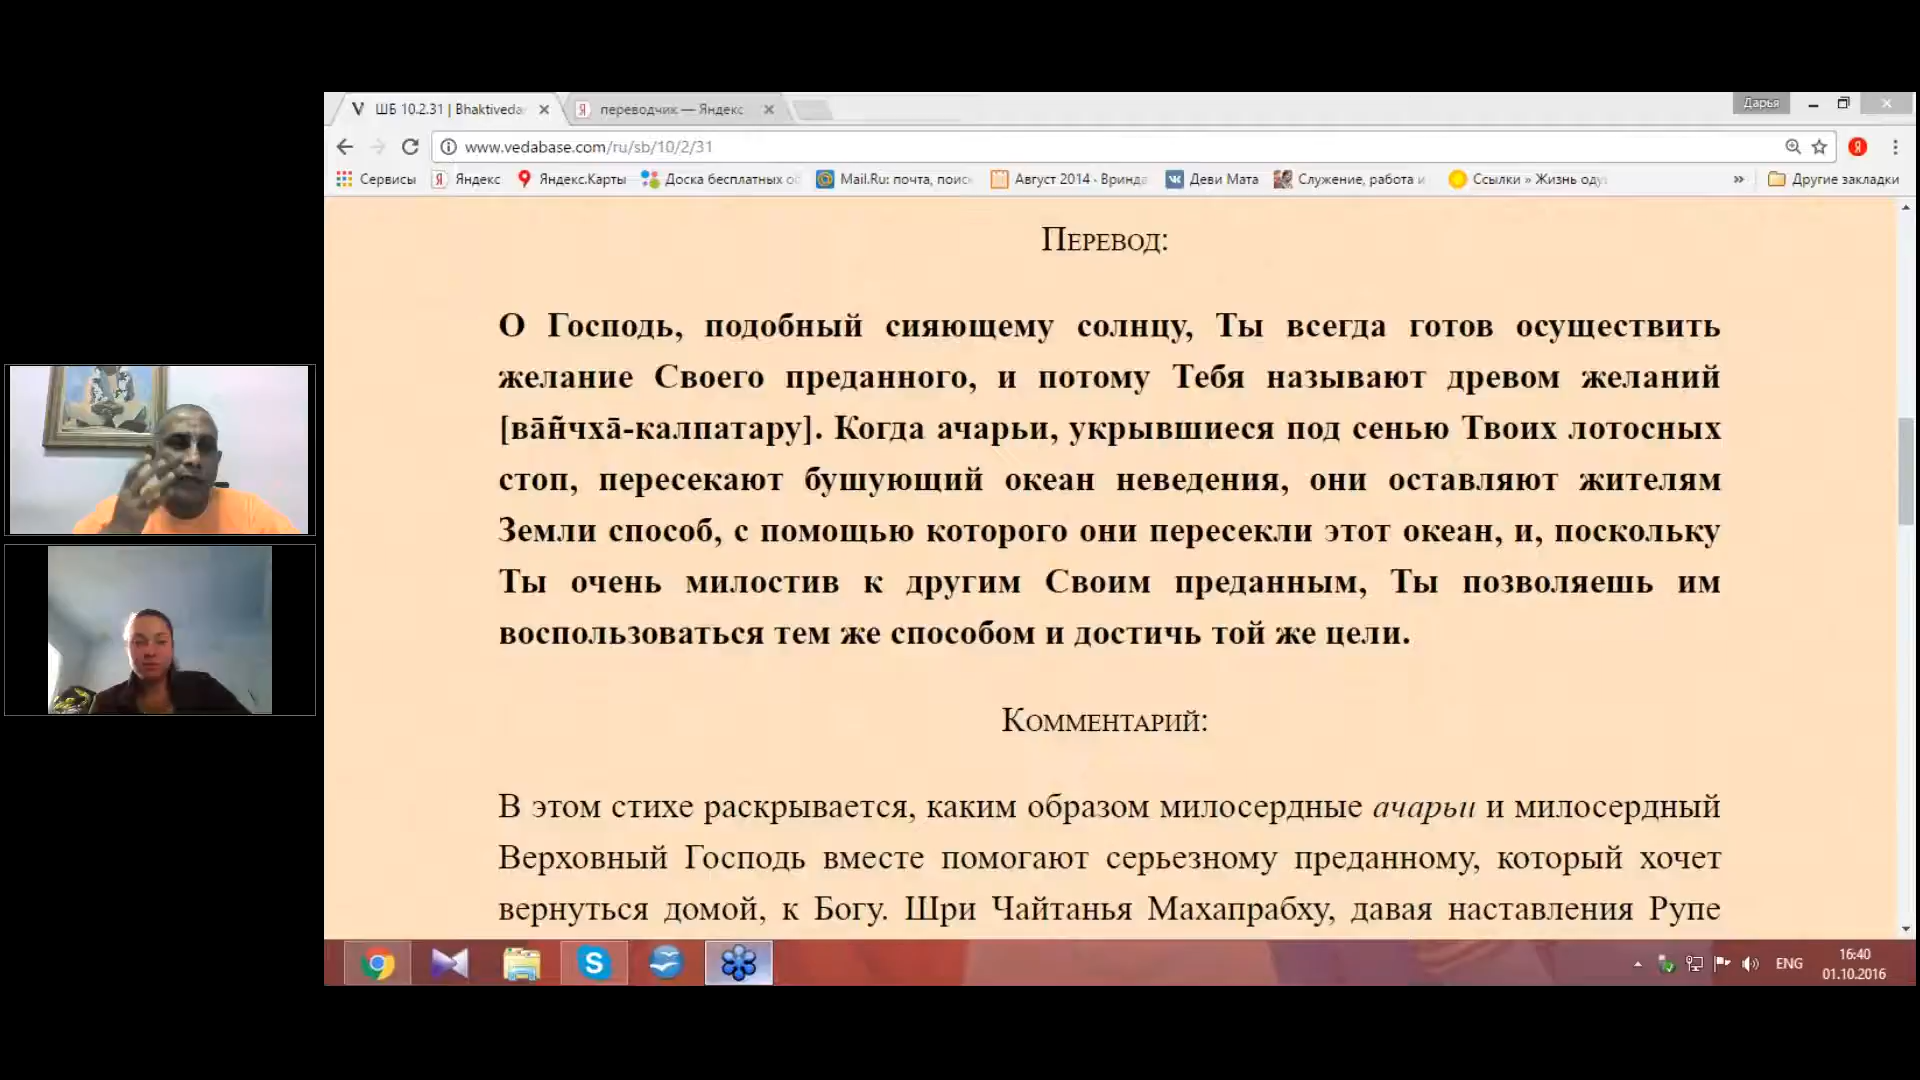 ШБ 10.2.31 | Bhaktiveda
переводчик — Яндекс
Дарья
www.vedabase.com/ru/sb/10/2/31
Сервисы
Яндекс
Яндекс.Карты
Доска бесплатных об
Mail.Ru: почта, поиск
Август 2014 - Вринда
Деви Мата
Служение, работа и
Ссылки » Жизнь оду
»
Другие закладки
Перевод:
О Господь, подобный сияющему солнцу, Ты всегда готов осуществить
желание Своего преданного, и потому Тебя называют древом желаний
[ва̄н̃чха̄-калпатару]. Когда ачарьи, укрывшиеся под сенью Твоих лотосных
стоп, пересекают бушующий океан неведения, они оставляют жителям
Земли способ, с помощью которого они пересекли этот океан, и, поскольку
Ты очень милостив к другим Своим преданным, Ты позволяешь им
воспользоваться тем же способом и достичь той же цели.
Комментарий:
В этом стихе раскрывается, каким образом милосердные ачарьи и милосердный
Верховный Господь вместе помогают серьезному преданному, который хочет
вернуться домой, к Богу. Шри Чайтанья Махапрабху, давая наставления Рупе
ENG
16:40
01.10.2016